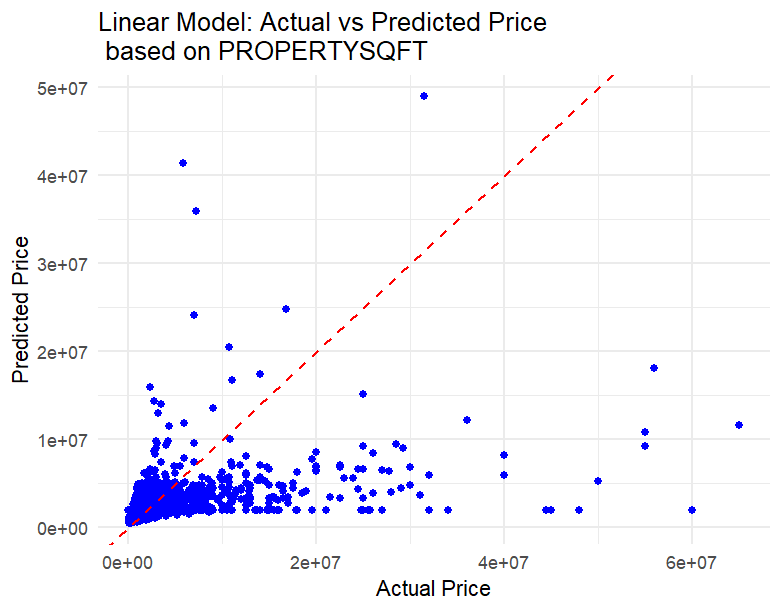 Linear Model: Actual vs Predicted Price
based on PROPERTYSQFT
5e+07
4e+07
3e+07
2e+07
1e+07
0e+00
Predicted Price
0e+00 2e+07 4e+07 6e+07
Actual Price